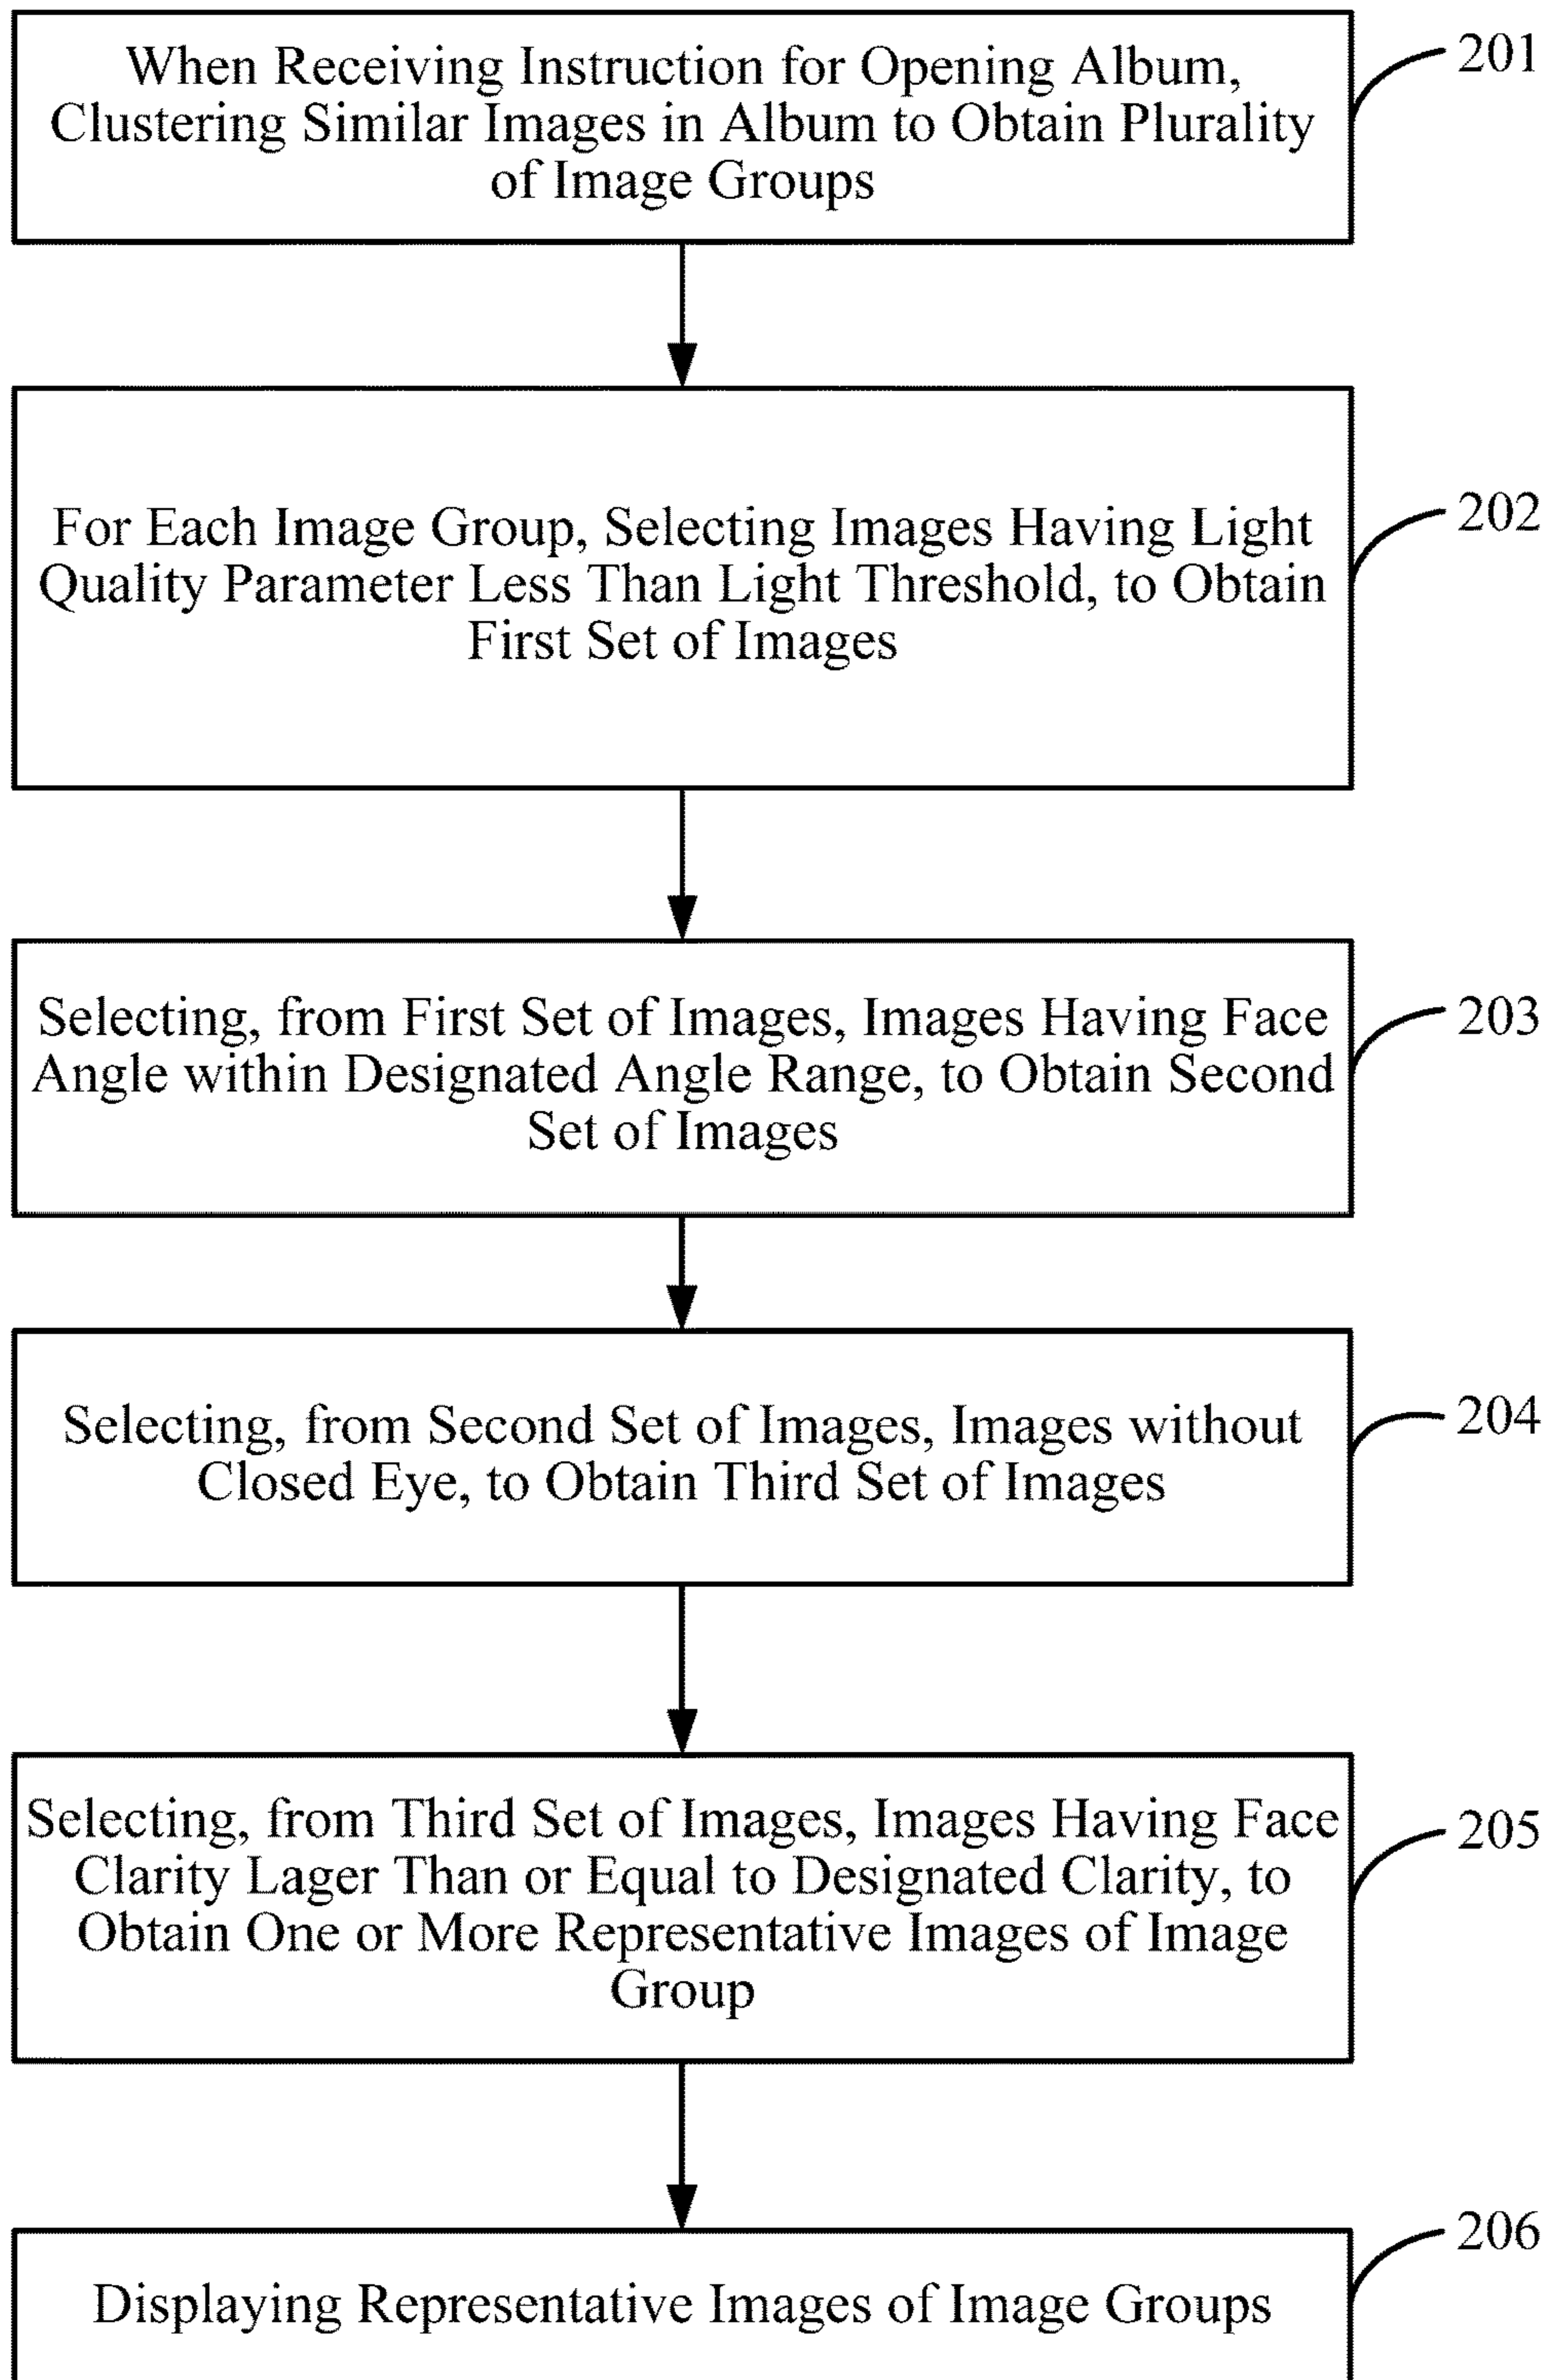 When Receiving Instruction for Opening Album,
Clustering Similar Images in Album to Obtain Plurality
of Image Groups
201
For Each Image Group, Selecting Images Having Light
Quality Parameter Less Than Light Threshold, to Obtain
First Set of Images
202
Selecting, from First Set of Images, Images Having Face
Angle within Designated Angle Range, to Obtain Second
Set of Images
203
Selecting, from Second Set of Images, Images without
Closed Eye, to Obtain Third Set of Images
204
Selecting, from Third Set of Images, Images Having Face
Clarity Lager Than or Equal to Designated Clarity, to
Obtain One or More Representative Images of Image
Group
205
Displaying Representative Images of Image Groups
206